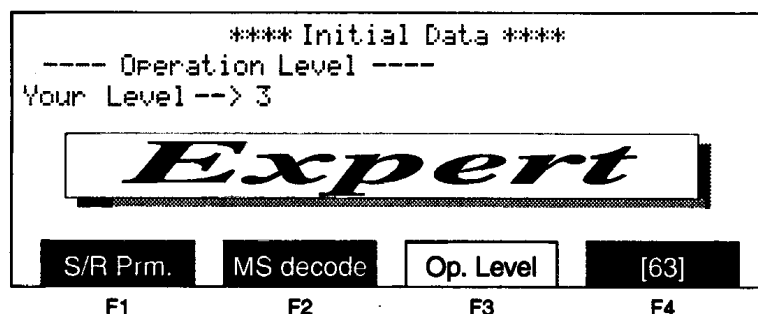 **** Initial Data ****
---- Operation Level ----
Your Level --> 3
Expert
S/R Prm. MS decode Op. Level [63]
F1 F2 F3 F4